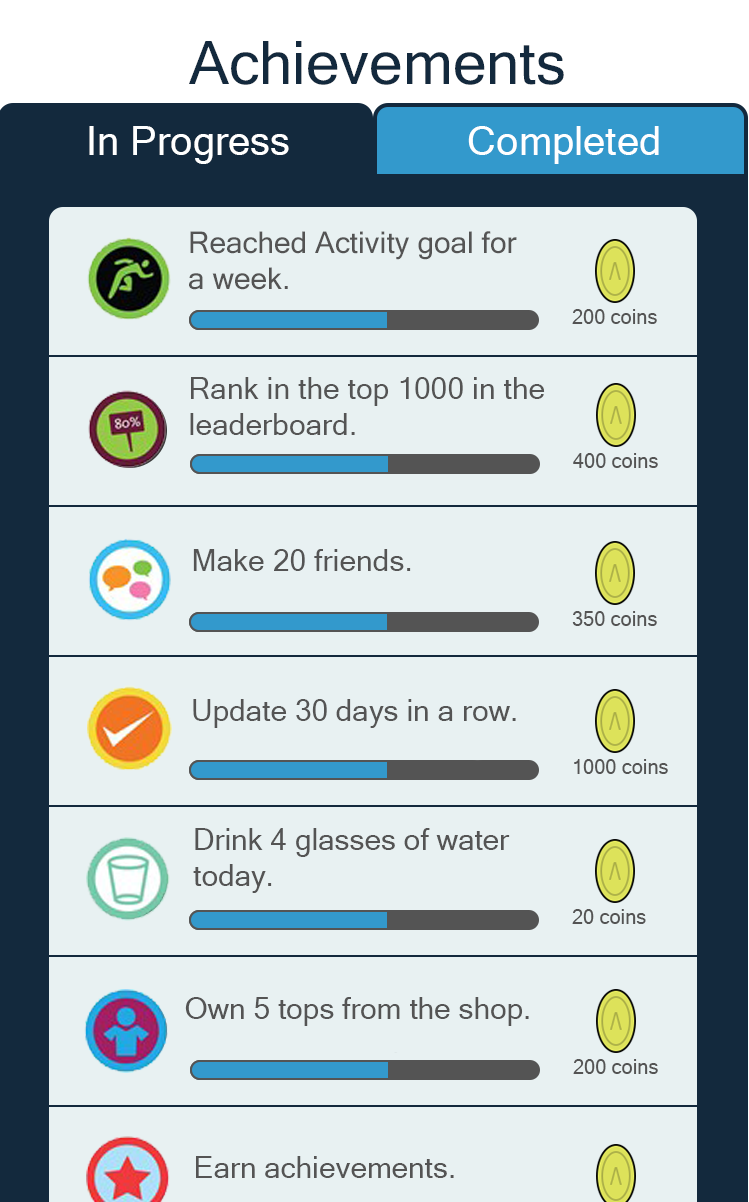 Achievements
In Progress
Completed
Reached Activity goal for
a week.
200 coins
Rank in the top 1000 in the
leaderboard.
80%
400 coins
Make 20 friends.
350 coins
Update 30 days in a row.
1000 coins
Drink 4 glasses of water
today.
20 coins
Own 5 tops from the shop.
200 coins
Earn achievements.